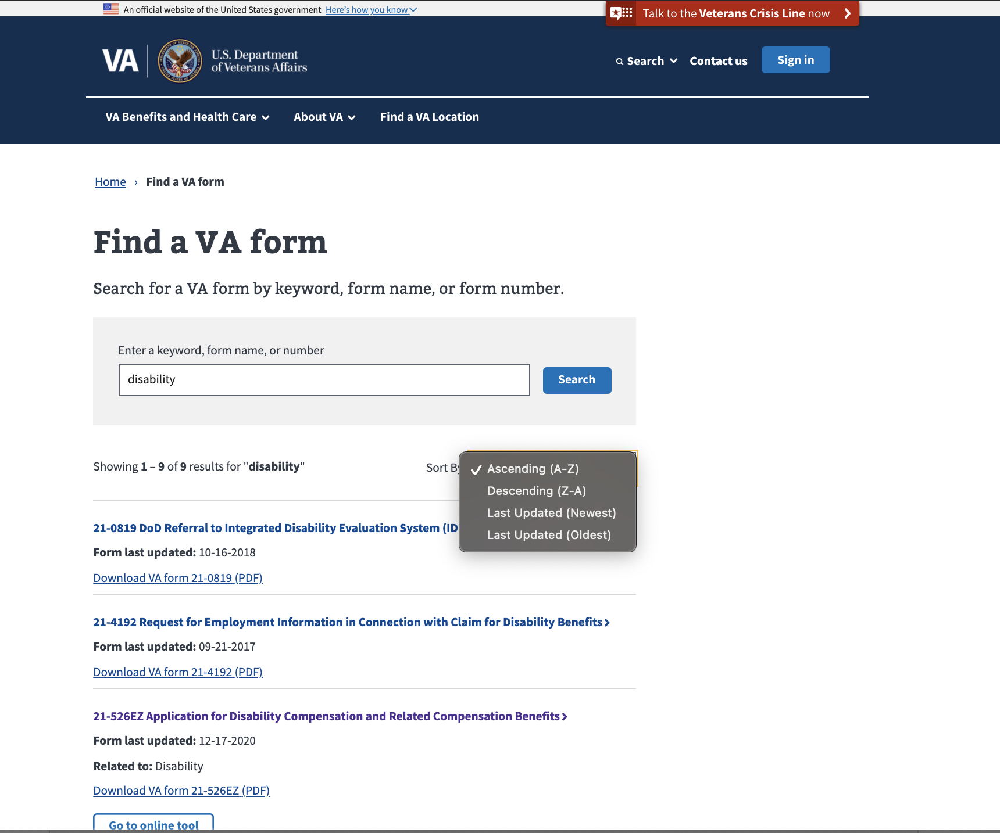 An official website of the United States government Here's how you know
Talk to the Veterans Crisis Line now
VA
U.S. Department
of Veterans Affairs
Search
Contact us
Sign in
VA Benefits and Health Care
About VA
Find a VA Location
Home › Find a VA form
Find a VA form
Search for a VA form by keyword, form name, or form number.
Enter a keyword, form name, or number
disability
Search
Showing 1 – 9 of 9 results for "disability"
Sort By
Ascending (A-Z)
Descending (Z-A)
Last Updated (Newest)
Last Updated (Oldest)
21-0819 DoD Referral to Integrated Disability Evaluation System (ID
Form last updated: 10-16-2018
Download VA form 21-0819 (PDF)
21-4192 Request for Employment Information in Connection with Claim for Disability Benefits
Form last updated: 09-21-2017
Download VA form 21-4192 (PDF)
21-526EZ Application for Disability Compensation and Related Compensation Benefits
Form last updated: 12-17-2020
Related to: Disability
Download VA form 21-526EZ (PDF)
Go to online tool